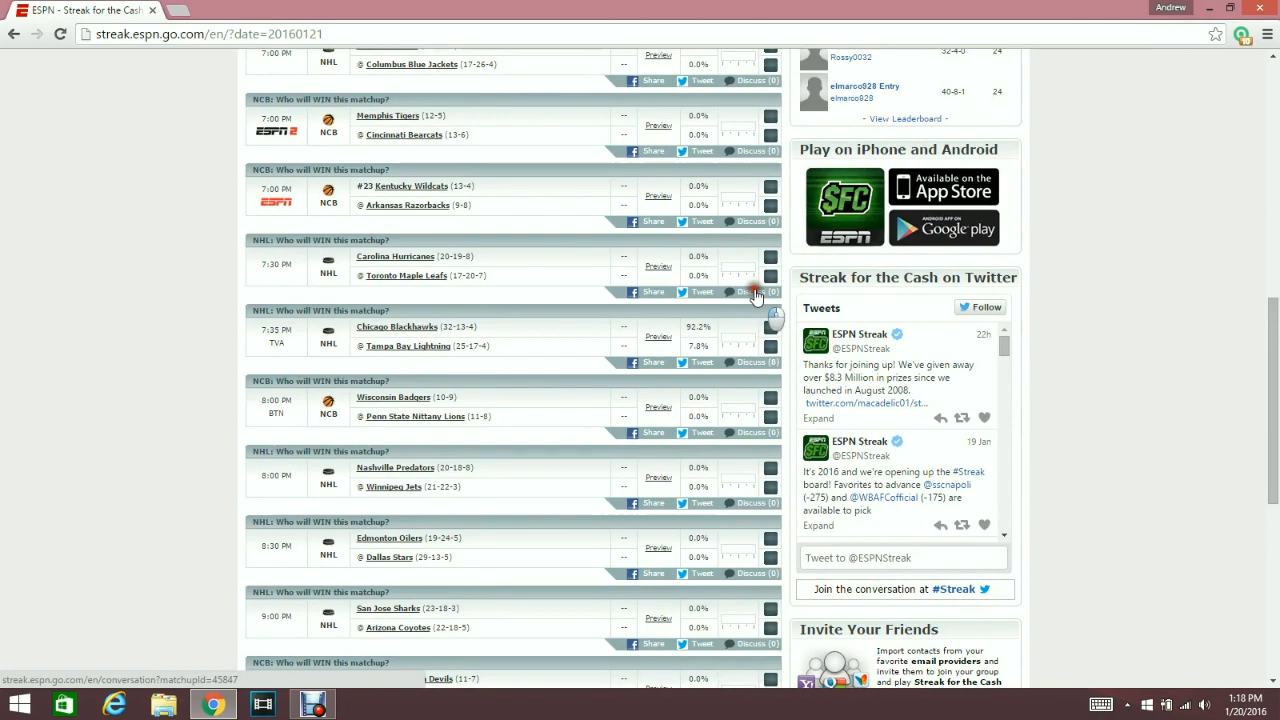 ESPN - Streak for the Cash
Andrew
streak.espn.go.com/en/?date=20160121
7:00 PM
NHL
@ Columbus Blue Jackets (17-26-4)
Preview
--
0.0%
Share Tweet Discuss (0)
NCB: Who will WIN this matchup?
7:00 PM
ESPN 2
NCB
Memphis Tigers (12-5)
@ Cincinnati Bearcats (13-6)
--
--
Preview
0.0%
0.0%
Share Tweet Discuss (0)
NCB: Who will WIN this matchup?
7:00 PM
ESPN
NCB
#23 Kentucky Wildcats (13-4)
@ Arkansas Razorbacks (9-8)
--
--
Preview
0.0%
0.0%
Share Tweet Discuss (0)
NHL: Who will WIN this matchup?
7:30 PM
NHL
Carolina Hurricanes (20-19-8)
@ Toronto Maple Leafs (17-20-7)
--
--
Preview
0.0%
0.0%
Share Tweet Discuss (0)
NHL: Who will WIN this matchup?
7:35 PM
TVA
NHL
Chicago Blackhawks (32-13-4)
@ Tampa Bay Lightning (25-17-4)
--
--
Preview
92.2%
7.8%
Share Tweet Discuss (8)
NCB: Who will WIN this matchup?
8:00 PM
BTN
NCB
Wisconsin Badgers (10-9)
@ Penn State Nittany Lions (11-8)
--
--
Preview
0.0%
0.0%
Share Tweet Discuss (0)
NHL: Who will WIN this matchup?
8:00 PM
NHL
Nashville Predators (20-18-8)
@ Winnipeg Jets (21-22-3)
--
--
Preview
0.0%
0.0%
Share Tweet Discuss (0)
NHL: Who will WIN this matchup?
8:30 PM
NHL
Edmonton Oilers (19-24-5)
@ Dallas Stars (29-13-5)
--
--
Preview
0.0%
0.0%
Share Tweet Discuss (0)
NHL: Who will WIN this matchup?
9:00 PM
NHL
San Jose Sharks (23-18-3)
@ Arizona Coyotes (22-18-5)
--
--
Preview
0.0%
0.0%
Share Tweet Discuss (0)
NCB: Who will WIN this matchup?
Devils (11-7)
--
0.0%
streak.espn.go.com/en/conversation?matchupId=45847
Rossy0032
32-4-0 24
elmarco928 Entry
elmarco928
40-8-1 24
- View Leaderboard -
Play on iPhone and Android
$FC
ESPN
Available on the
App Store
ANDROID APP ON
Google play
Streak for the Cash on Twitter
Tweets
Follow
ESPN Streak 22h
@ESPNStreak
Thanks for joining up! We've given away
over $8.3 Million in prizes since we
launched in August 2008.
twitter.com/macadelic01/st...
Expand
ESPN Streak 19 Jan
@ESPNStreak
It's 2016 and we're opening up the #Streak
board! Favorites to advance @sscnapoli
(-275) and @WBAFCofficial (-175) are
available to pick
Expand
Tweet to @ESPNStreak
Join the conversation at #Streak
Invite Your Friends
Import contacts from your
favorite email providers and
invite them to join your group
and play Streak for the Cash
1:18 PM
1/20/2016